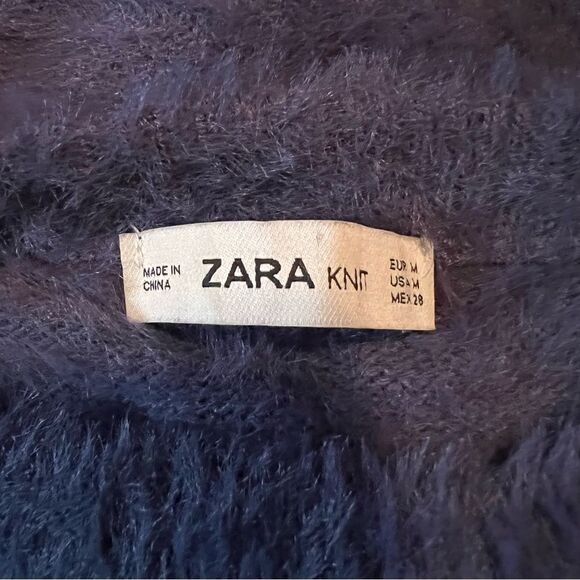 MADE IN
CHINA
ZARA KNIT
EUR M
USA M
MEX 28